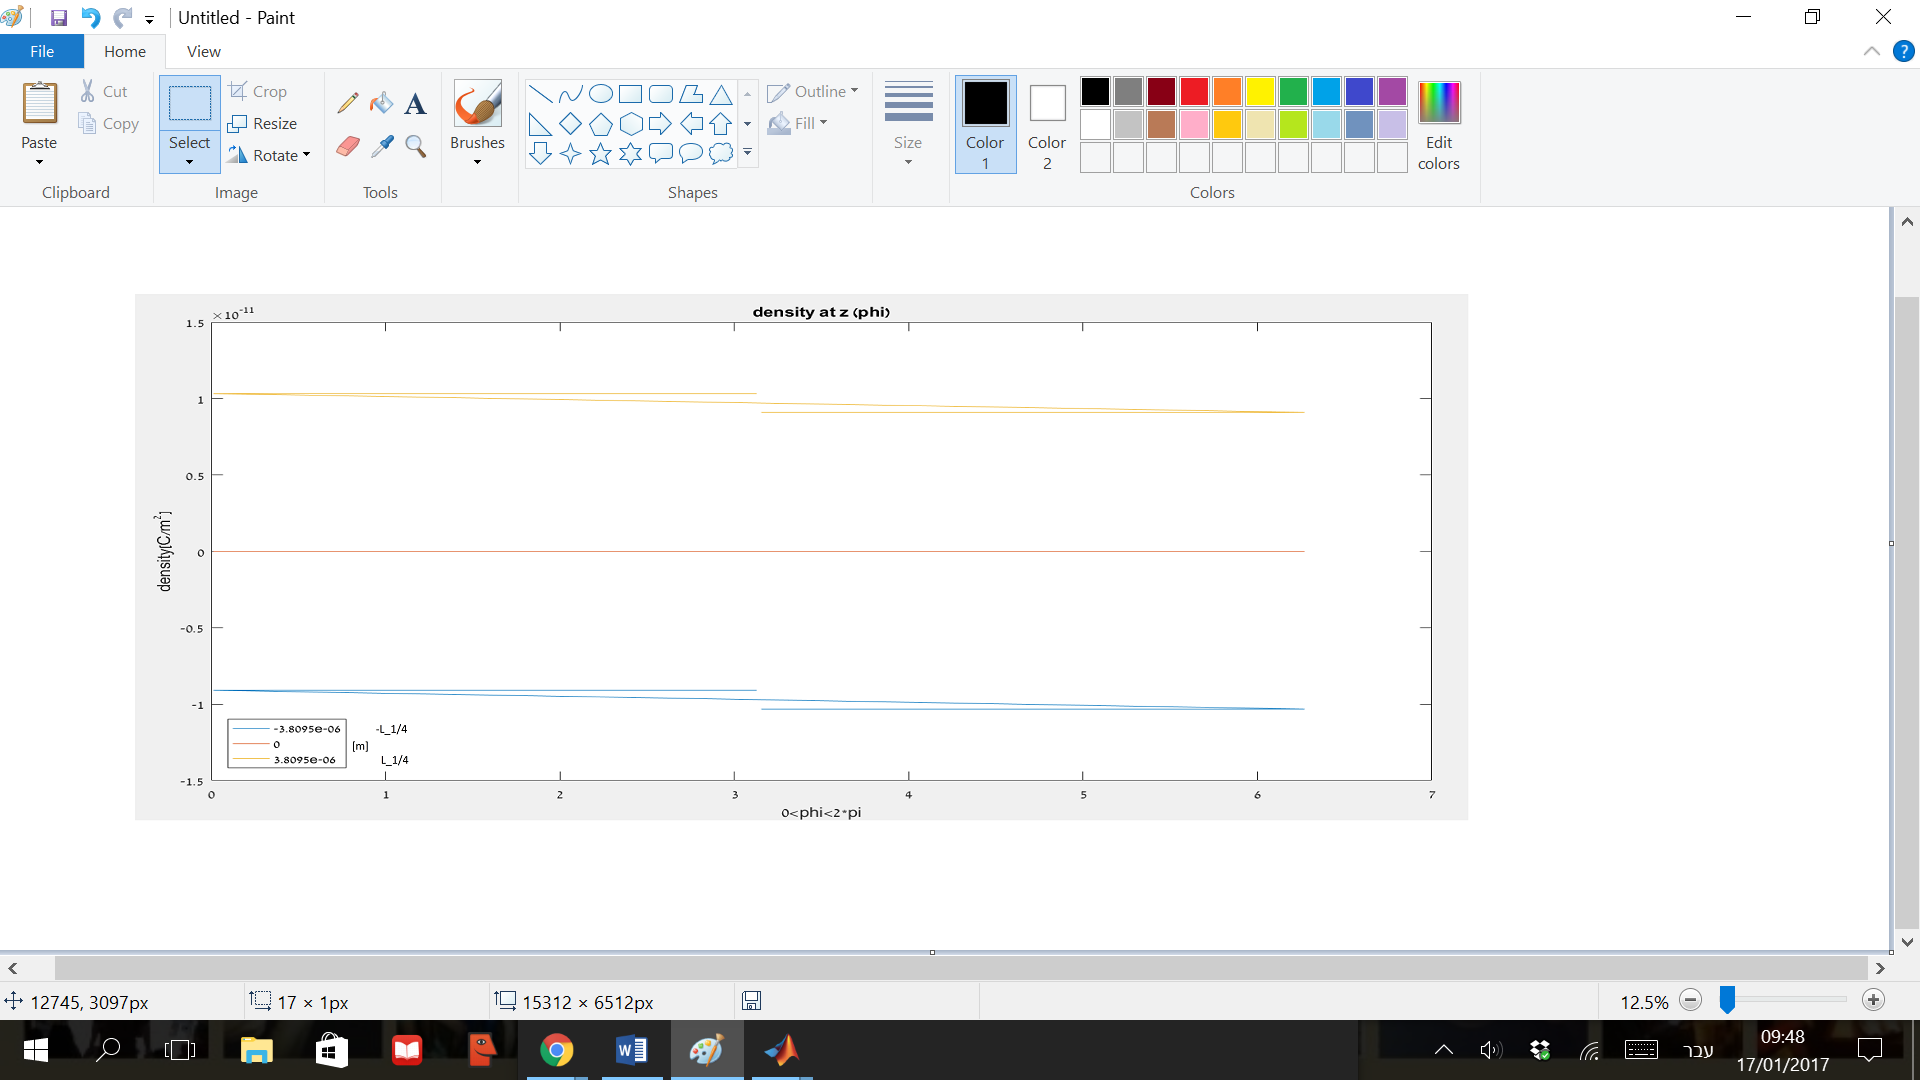 Untitled - Paint
File Home View
Paste
Cut
Copy
Clipboard
Select
Crop
Resize
Rotate
Image
A
Tools
Brushes
Shapes
Outline
Fill
Size
Color 1
Color 2
Colors
Edit colors
density at z (phi)
×10-11
1.5
1
0.5
0
-0.5
-1
-1.5
density[C/m2]
-3.8095e-06 -L_1/4
0 [m]
3.8095e-06 L_1/4
0 1 2 3 4 5 6 7
0<phi<2*pi
12745, 3097px
17 × 1px
15312 × 6512px
12.5%
עבר
09:48
17/01/2017